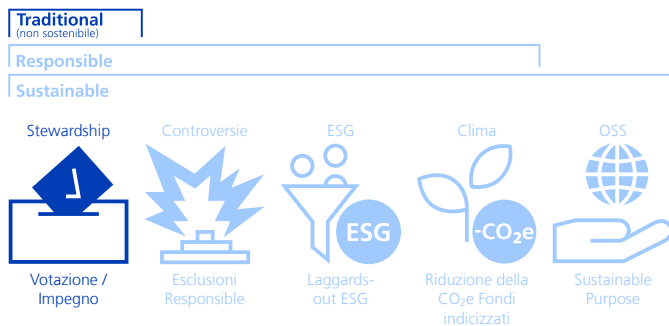 Traditional
(non sostenibile)
Responsible
Sustainable
Stewardship
Controversie
ESG
Clima
OSS
ESG
-CO₂e
Votazione /
Impegno
Esclusioni
Responsible
Laggards-
out ESG
Riduzione della
CO₂e Fondi
indicizzati
Sustainable
Purpose